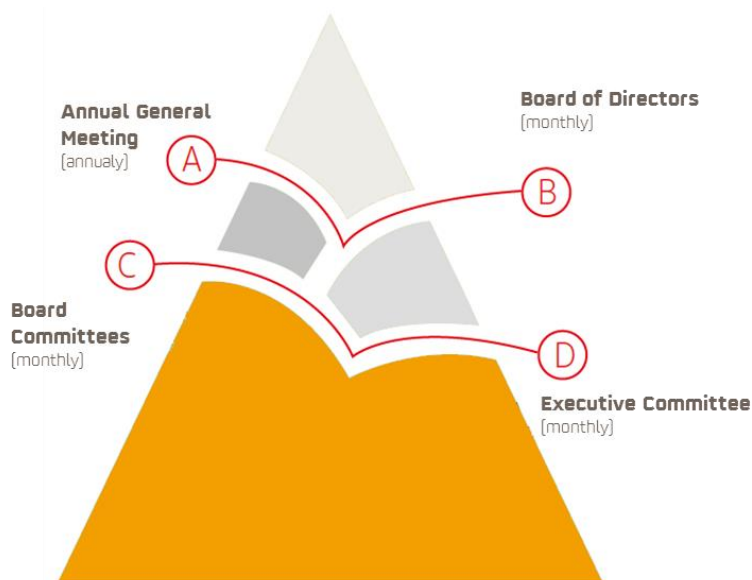 Annual General
Meeting
(annualy)
A
Board of Directors
(monthly)
B
C
Board
Committees
(monthly)
D
Executive Committee
(monthly)